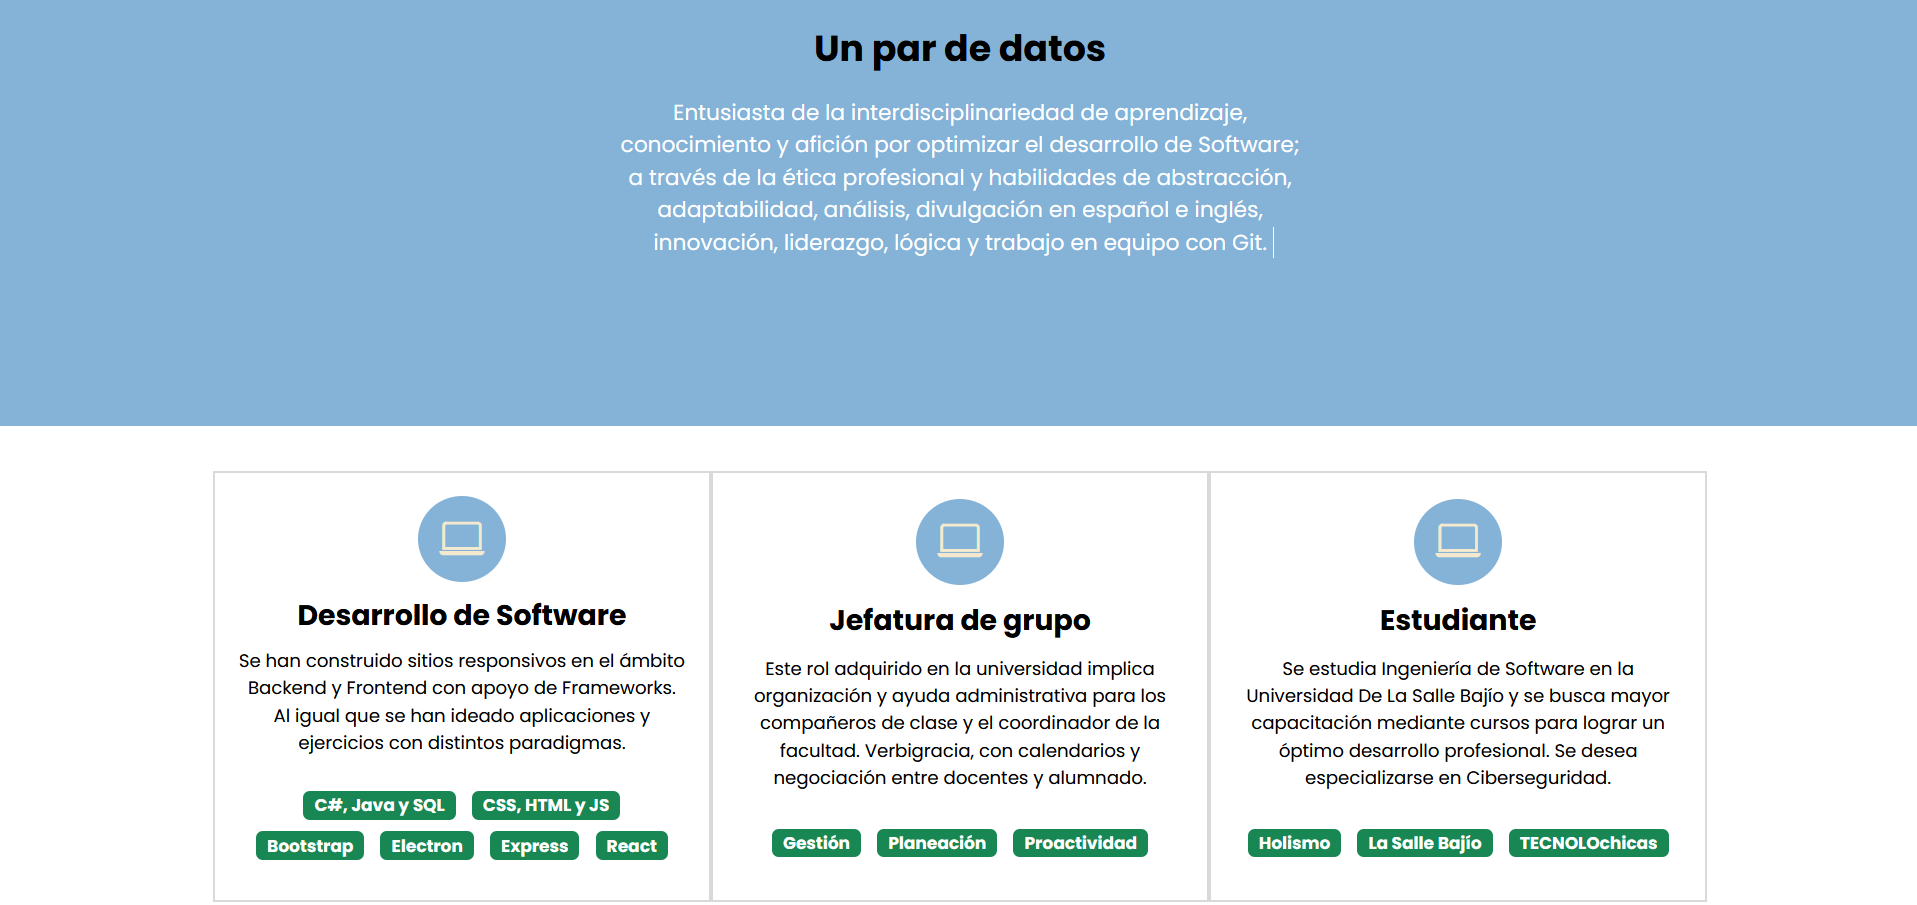 Un par de datos
Entusiasta de la interdisciplinariedad de aprendizaje,
conocimiento y afición por optimizar el desarrollo de Software;
a través de la ética profesional y habilidades de abstracción,
adaptabilidad, análisis, divulgación en español e inglés,
innovación, liderazgo, lógica y trabajo en equipo con Git.
Desarrollo de Software
Se han construido sitios responsivos en el ámbito
Backend y Frontend con apoyo de Frameworks.
Al igual que se han ideado aplicaciones y
ejercicios con distintos paradigmas.
C#, Java y SQL CSS, HTML y JS
Bootstrap Electron Express React
Jefatura de grupo
Este rol adquirido en la universidad implica
organización y ayuda administrativa para los
compañeros de clase y el coordinador de la
facultad. Verbigracia, con calendarios y
negociación entre docentes y alumnado.
Gestión Planeación Proactividad
Estudiante
Se estudia Ingeniería de Software en la
Universidad De La Salle Bajío y se busca mayor
capacitación mediante cursos para lograr un
óptimo desarrollo profesional. Se desea
especializarse en Ciberseguridad.
Holismo La Salle Bajío TECNOLOchicas